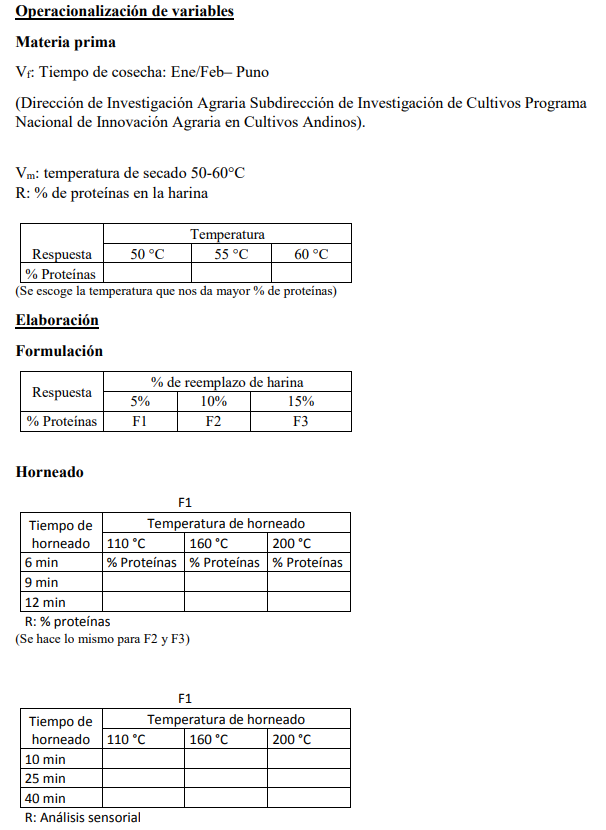 Operacionalización de variables
Materia prima
Vf: Tiempo de cosecha: Ene/Feb– Puno
(Dirección de Investigación Agraria Subdirección de Investigación de Cultivos Programa
Nacional de Innovación Agraria en Cultivos Andinos).
Vm: temperatura de secado 50-60°C
R: % de proteínas en la harina
Temperatura
Respuesta 50 °C 55 °C 60 °C
% Proteínas
(Se escoge la temperatura que nos da mayor % de proteínas)
Elaboración
Formulación
Respuesta % de reemplazo de harina
5% 10% 15%
% Proteínas F1 F2 F3
Horneado
F1
Tiempo de Temperatura de horneado
horneado 110 °C 160 °C 200 °C
6 min % Proteínas % Proteínas % Proteínas
9 min
12 min
R: % proteínas
(Se hace lo mismo para F2 y F3)
F1
Tiempo de Temperatura de horneado
horneado 110 °C 160 °C 200 °C
10 min
25 min
40 min
R: Análisis sensorial